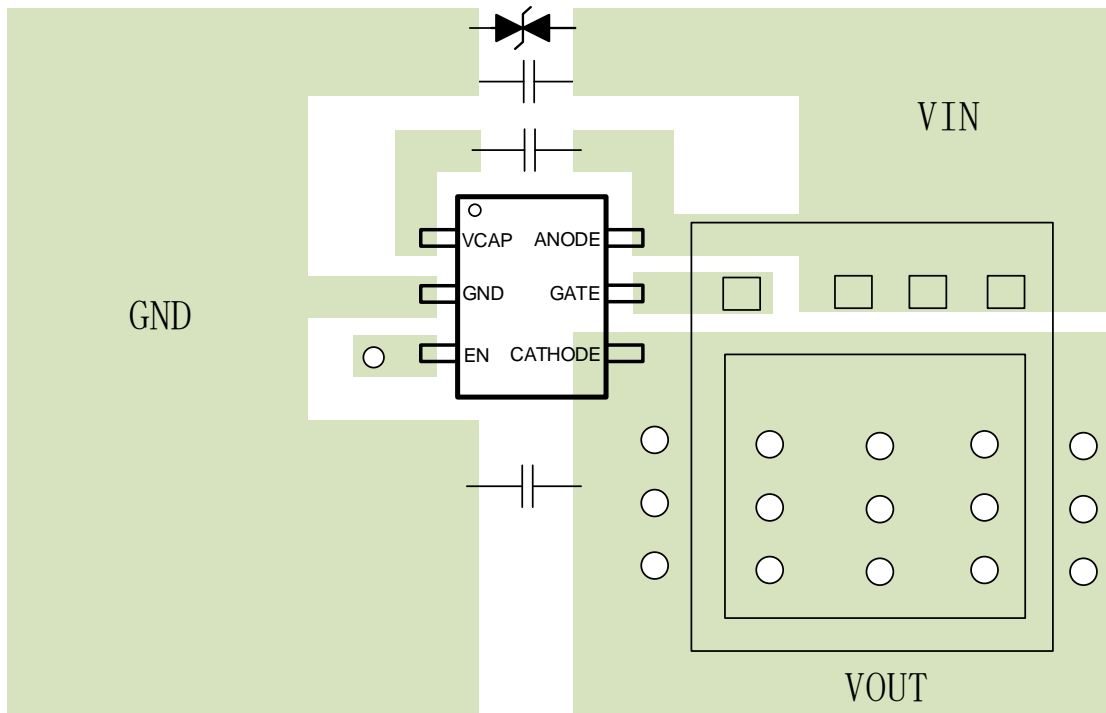 VIN
VCAP
ANODE
GND
GND
GATE
EN
CATHODE
VOUT